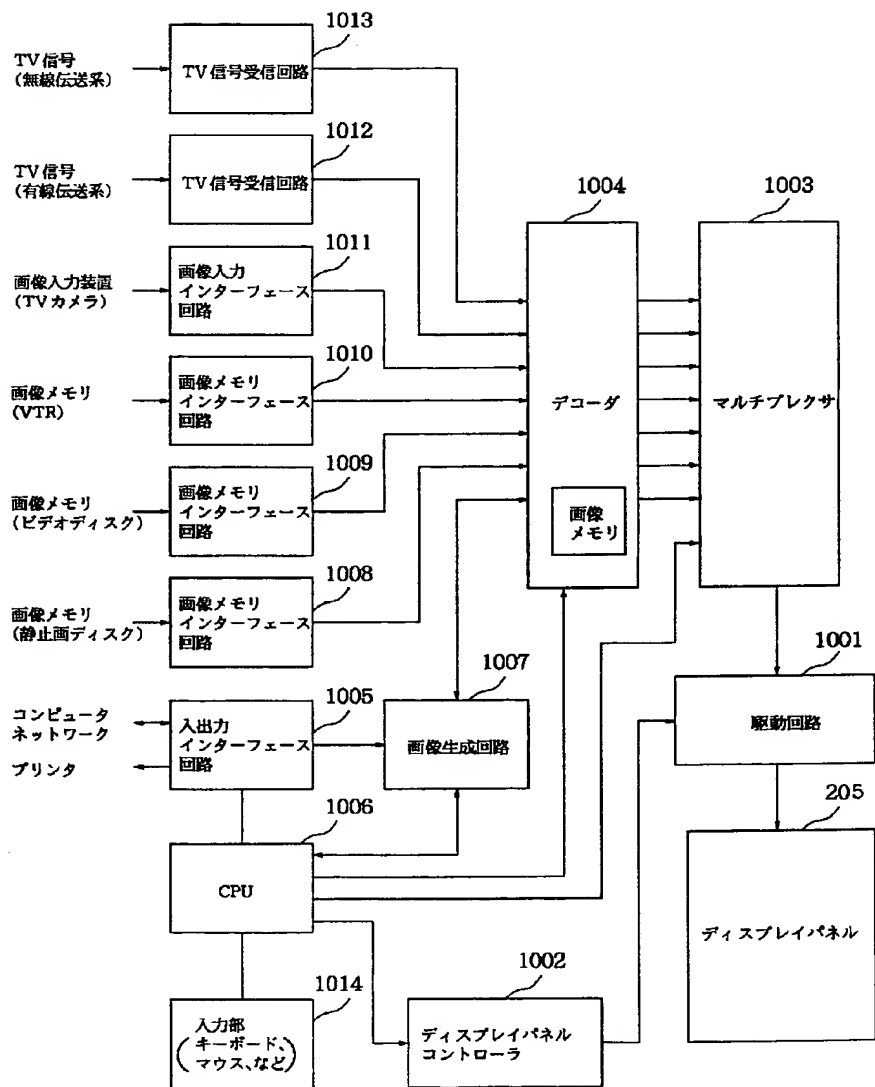 1013
TV信号
(無線伝送系)
TV信号受信回路
1012
TV信号
(有線伝送系)
TV信号受信回路
1004
1003
1011
画像入力装置
(TVカメラ)
画像入力
インターフェース
回路
1010
画像メモリ
(VTR)
画像メモリ
インターフェース
回路
デコーダ
マルチプレクサ
1009
画像メモリ
(ビデオディスク)
画像メモリ
インターフェース
回路
画像
メモリ
1008
画像メモリ
(静止画ディスク)
画像メモリ
インターフェース
回路
1007
1001
1005
コンピュータ
ネットワーク
プリンタ
入出力
インターフェース
回路
画像生成回路
駆動回路
1006
205
CPU
ディスプレイパネル
1014
1002
入力部
(キーボード、
マウス、など)
ディスプレイパネル
コントローラ